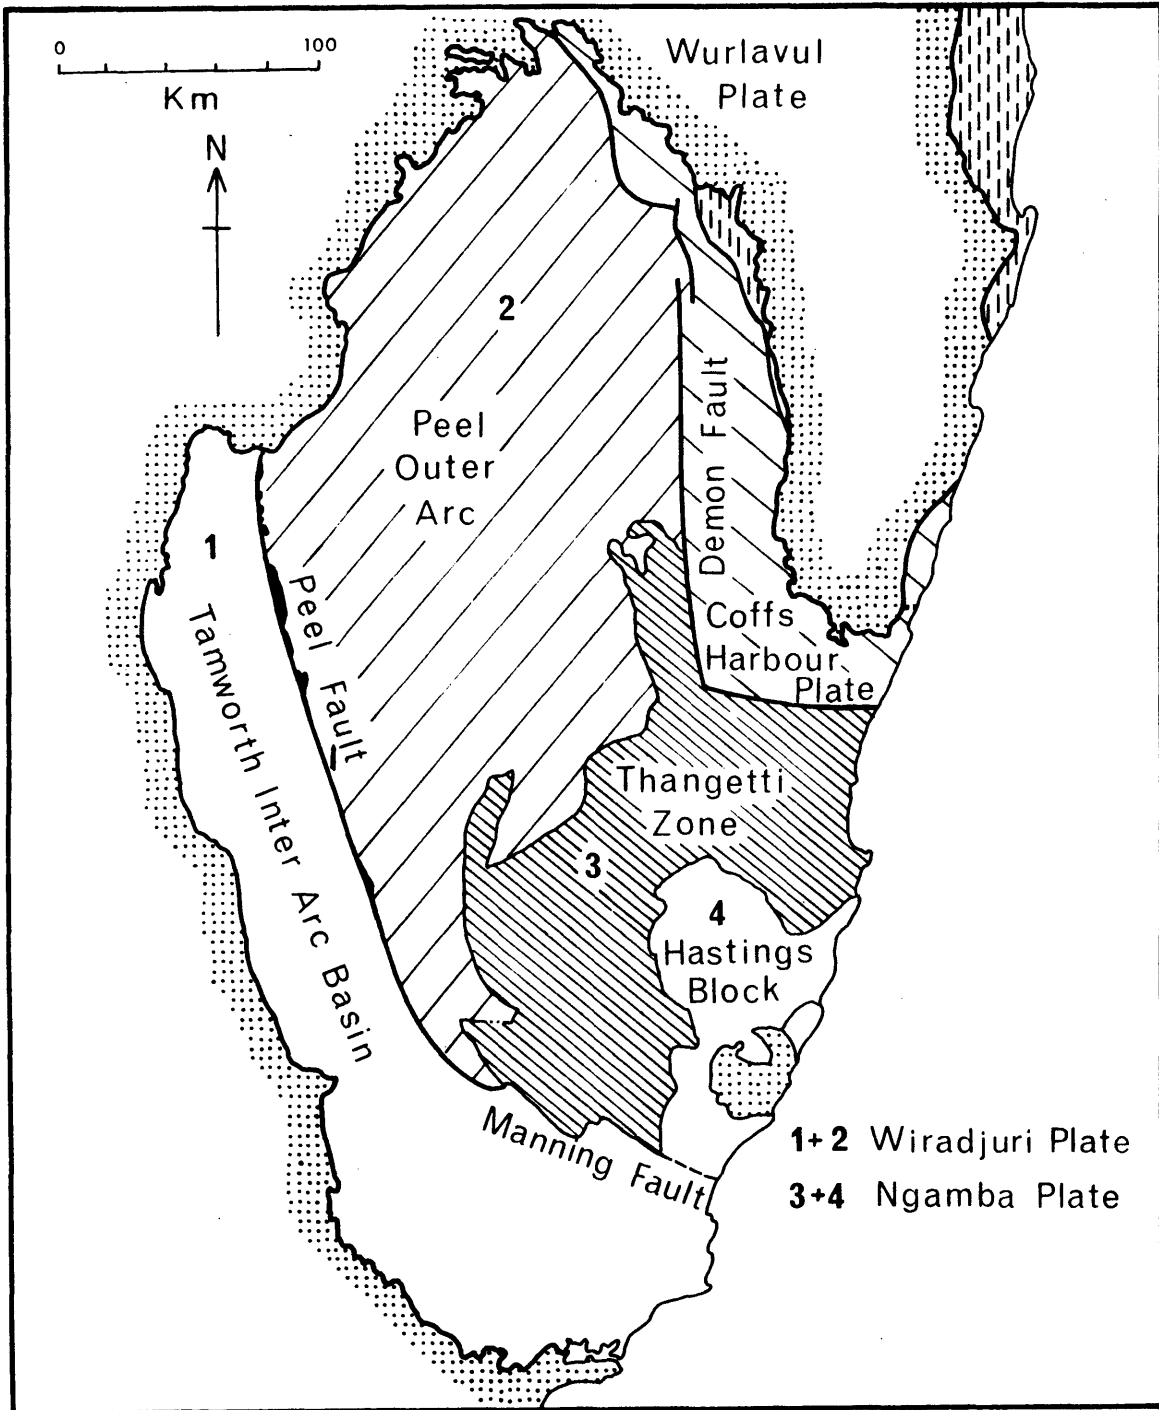 0 100
Km
N
Wurlavul
Plate
2
Peel
Outer
Arc
Demon Fault
1
Peel Fault
Tamworth Inter Arc Basin
Coffs
Harbour
Plate
Thangetti
Zone
3
4
Hastings
Block
Manning Fault
1+2 Wiradjuri Plate
3+4 Ngamba Plate